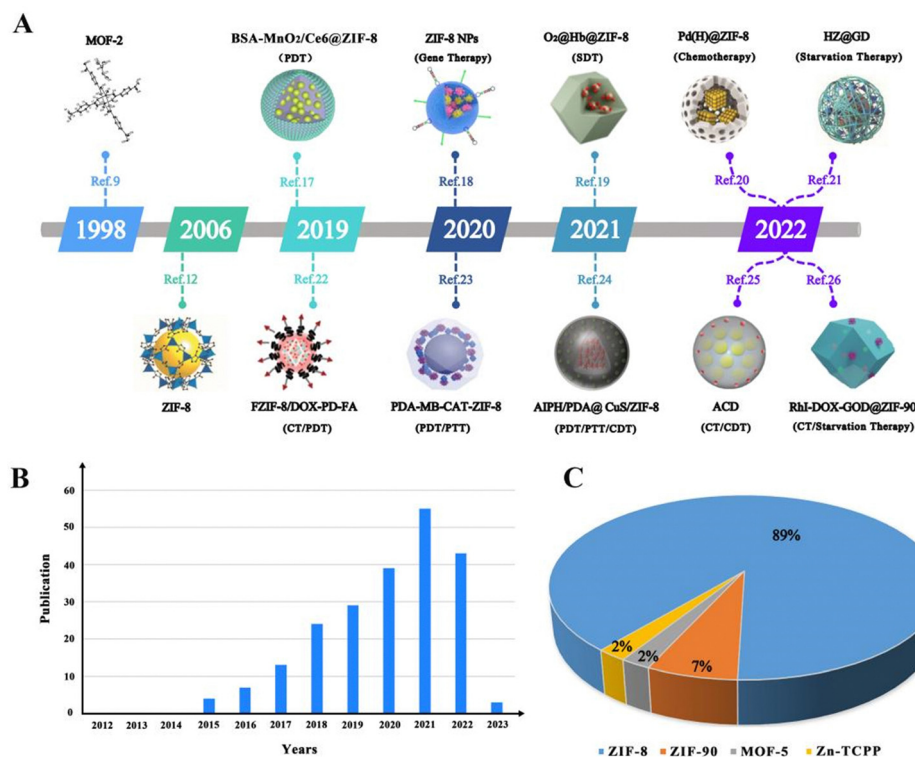 A
MOF-2
BSA-MnO₂/Ce6@ZIF-8
(PDT)
ZIF-8 NPs
(Gene Therapy)
O₂@Hb@ZIF-8
(SDT)
Pd(H)@ZIF-8
(Chemotherapy)
HZ@GD
(Starvation Therapy)
Ref.9
Ref.17
Ref.18
Ref.19
Ref.20
Ref.21
1998
2006
2019
2020
2021
2022
Ref.12
Ref.22
Ref.23
Ref.24
Ref.25
Ref.26
ZIF-8
FZIF-8/DOX-PD-FA
(CT/PDT)
PDA-MB-CAT-ZIF-8
(PDT/PTT)
AIPH/PDA@ CuS/ZIF-8
(PDT/PTT/CDT)
ACD
(CT/CDT)
RhI-DOX-GOD@ZIF-90
(CT/Starvation Therapy)
B
Publication
60
50
40
30
20
10
0
2012 2013 2014 2015 2016 2017 2018 2019 2020 2021 2022 2023
Years
C
89%
2%
2%
7%
ZIF-8 ZIF-90 MOF-5 Zn-TCPP